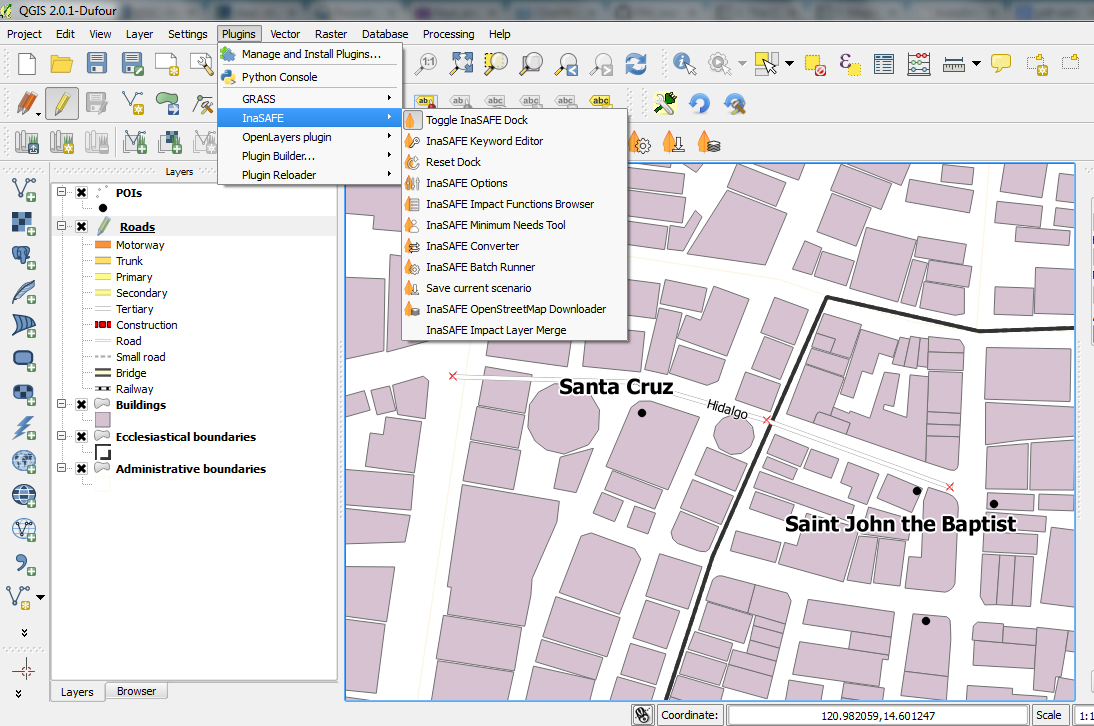 QGIS 2.0.1-Dufour
Project Edit View Layer Settings Plugins Vector Raster Database Processing Help
Manage and Install Plugins...
Python Console
GRASS
InaSAFE
OpenLayers plugin
Plugin Builder...
Plugin Reloader
Toggle InaSAFE Dock
InaSAFE Keyword Editor
Reset Dock
InaSAFE Options
InaSAFE Impact Functions Browser
InaSAFE Minimum Needs Tool
InaSAFE Converter
InaSAFE Batch Runner
Save current scenario
InaSAFE OpenStreetMap Downloader
InaSAFE Impact Layer Merge
Layers
POIs
Roads
Motorway
Trunk
Primary
Secondary
Tertiary
Construction
Road
Small road
Bridge
Railway
Buildings
Ecclesiastical boundaries
Administrative boundaries
Santa Cruz
Hidalgo
Saint John the Baptist
Layers Browser
Coordinate: 120.982059,14.601247 Scale 1:1